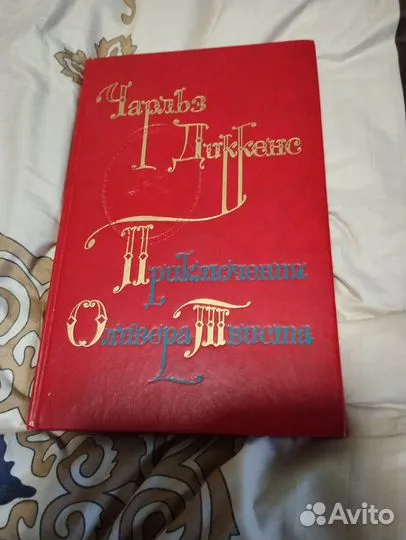 Чарльз
Диккенс
Приключения
Оливера Твиста
Avito